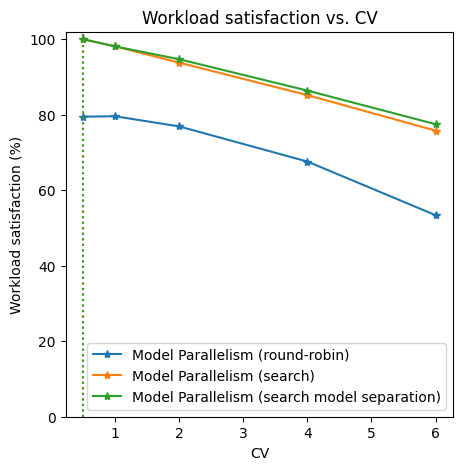 Workload satisfaction vs. CV
Workload satisfaction (%)
100
80
60
40
20
0
Model Parallelism (round-robin)
Model Parallelism (search)
Model Parallelism (search model separation)
1
2
3
4
5
6
CV